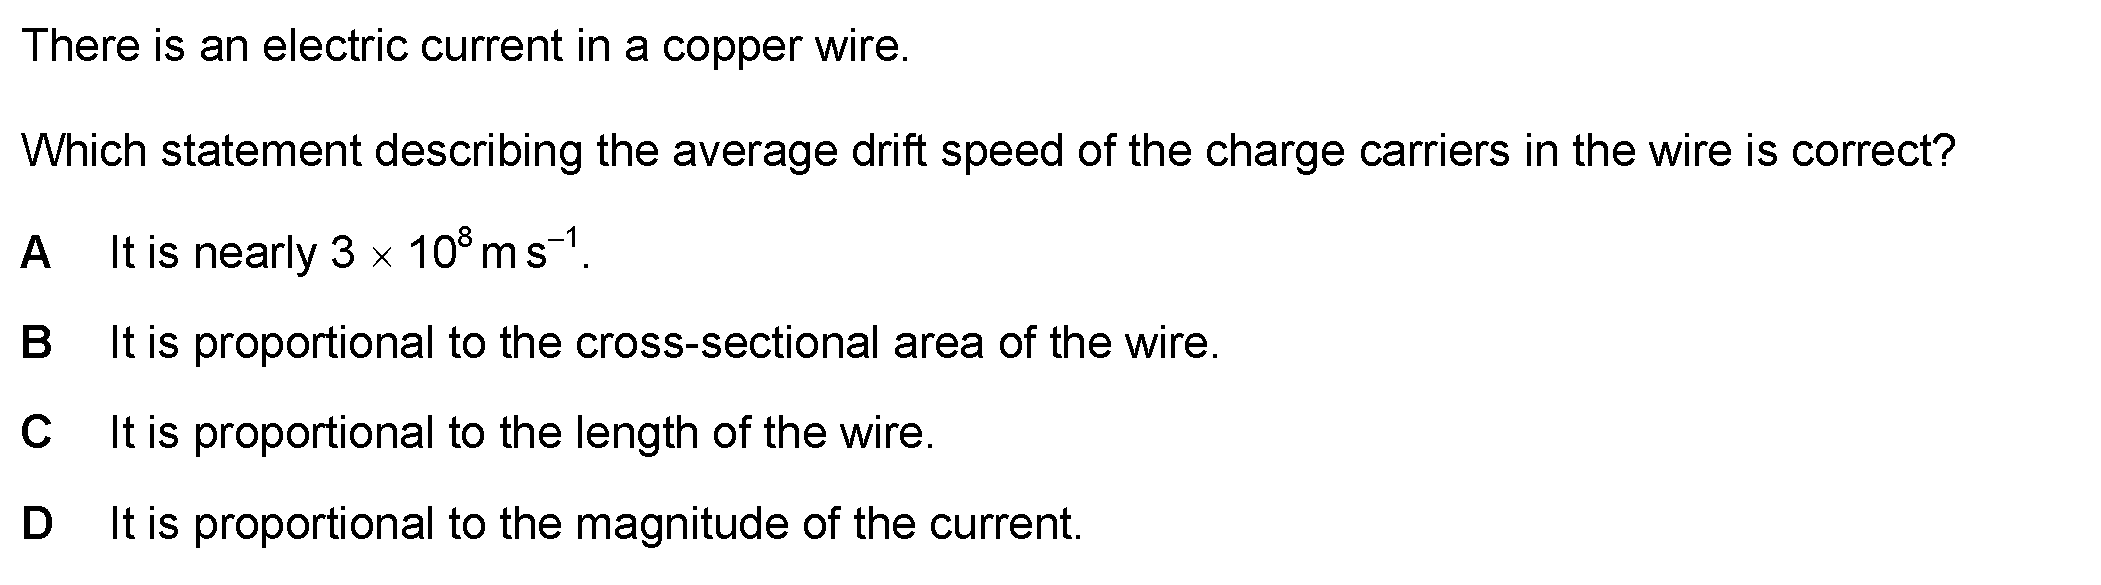 There is an electric current in a copper wire.
Which statement describing the average drift speed of the charge carriers in the wire is correct?
A It is nearly 3 × 10⁸ m s⁻¹.
B It is proportional to the cross-sectional area of the wire.
C It is proportional to the length of the wire.
D It is proportional to the magnitude of the current.